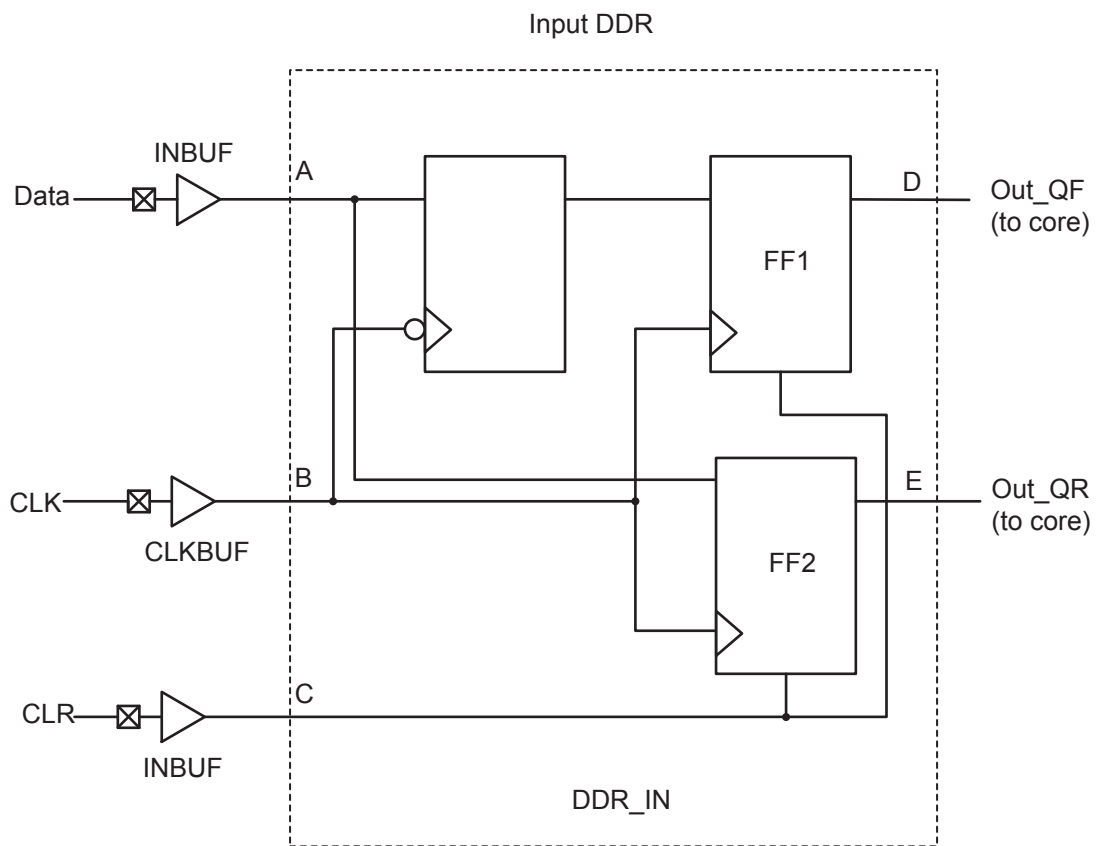 Input DDR
INBUF
A
D
Data
Out_QF
(to core)
FF1
B
E
CLK
Out_QR
(to core)
CLKBUF
FF2
C
CLR
INBUF
DDR_IN